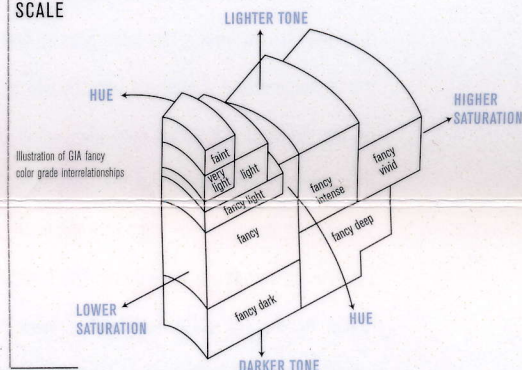 SCALE
LIGHTER TONE
HUE
HIGHER
SATURATION
Illustration of GIA fancy
color grade interrelationships
faint
very
light
light
fancy light
fancy
fancy
intense
fancy
vivid
fancy deep
fancy dark
LOWER
SATURATION
HUE
DARKER TONE